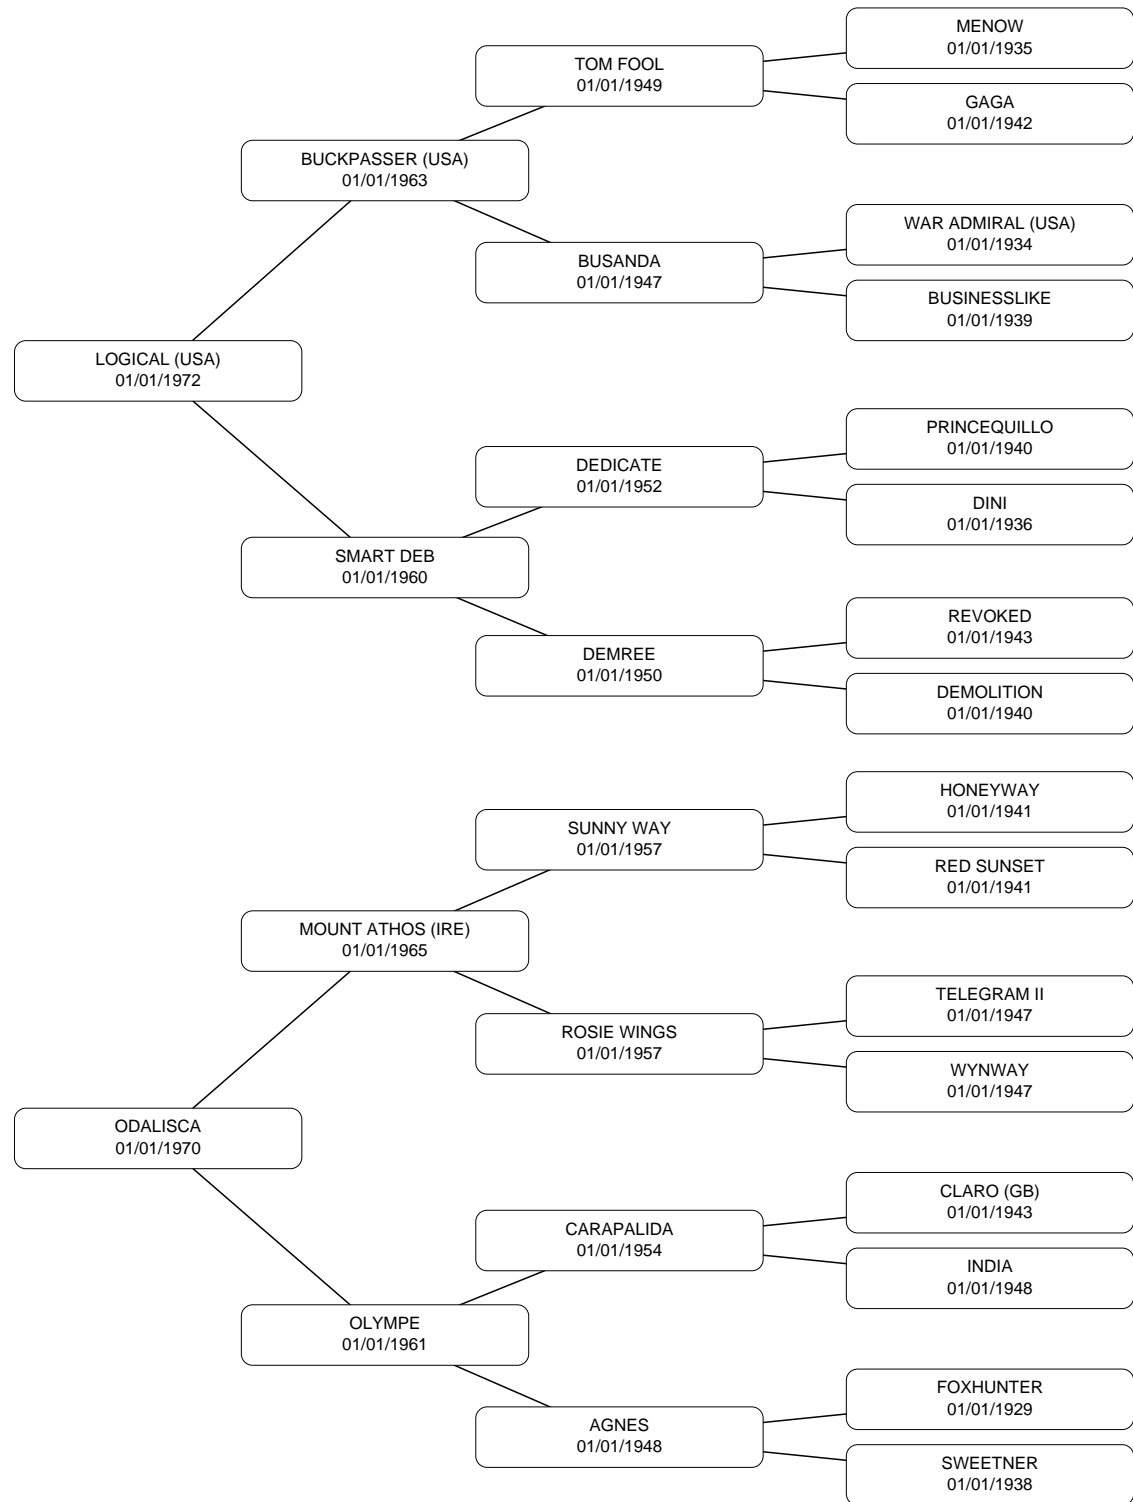 MENOW
01/01/1935
TOM FOOL
01/01/1949
GAGA
01/01/1942
BUCKPASSER (USA)
01/01/1963
WAR ADMIRAL (USA)
01/01/1934
BUSANDA
01/01/1947
BUSINESSLIKE
01/01/1939
LOGICAL (USA)
01/01/1972
PRINCEQUILLO
01/01/1940
DEDICATE
01/01/1952
DINI
01/01/1936
SMART DEB
01/01/1960
REVOKED
01/01/1943
DEMREE
01/01/1950
DEMOLITION
01/01/1940
HONEYWAY
01/01/1941
SUNNY WAY
01/01/1957
RED SUNSET
01/01/1941
MOUNT ATHOS (IRE)
01/01/1965
TELEGRAM II
01/01/1947
ROSIE WINGS
01/01/1957
WYNWAY
01/01/1947
ODALISCA
01/01/1970
CLARO (GB)
01/01/1943
CARAPALIDA
01/01/1954
INDIA
01/01/1948
OLYMPE
01/01/1961
FOXHUNTER
01/01/1929
AGNES
01/01/1948
SWEETNER
01/01/1938